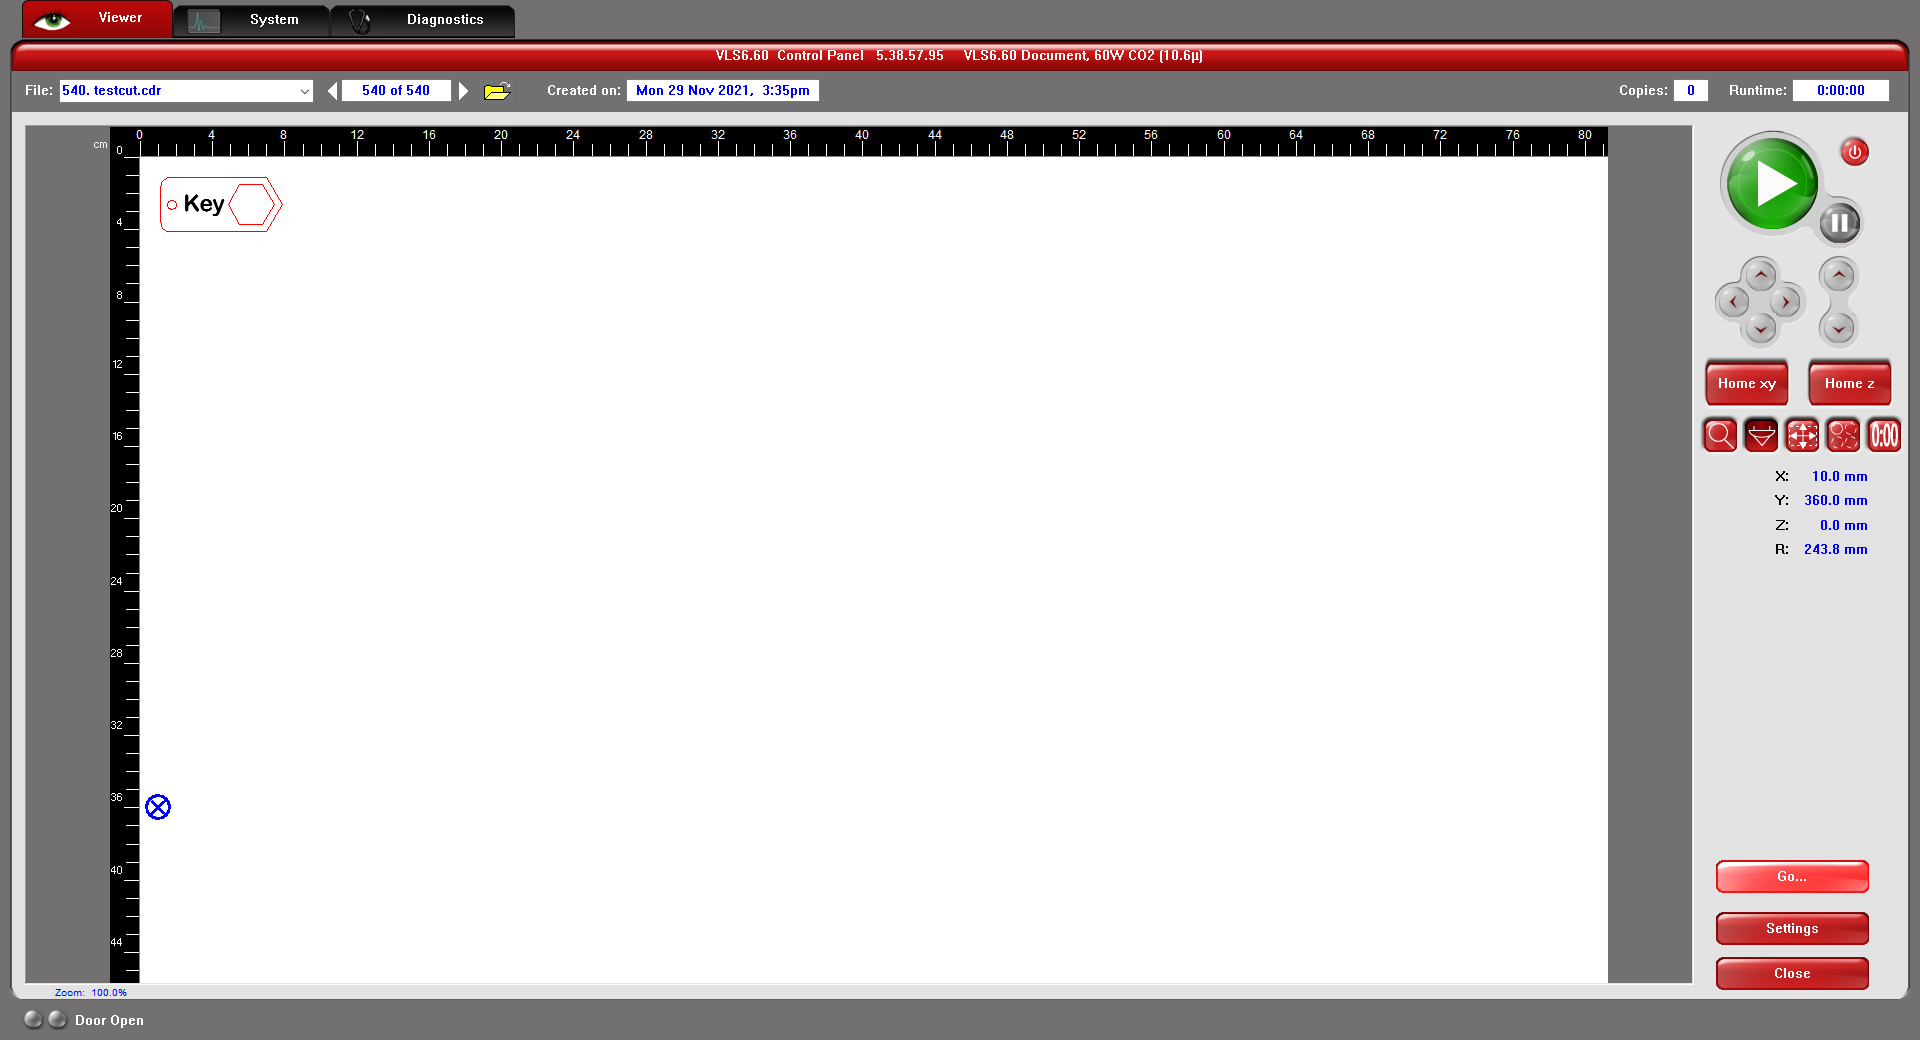 Viewer System Diagnostics
VLS6.60 Control Panel 5.38.57.95 VLS6.60 Document, 60W CO2 (10.6µ)
File: 540. testcut.cdr 540 of 540 Created on: Mon 29 Nov 2021, 3:35pm Copies: 0 Runtime: 0:00:00
0 4 8 12 16 20 24 28 32 36 40 44 48 52 56 60 64 68 72 76 80
cm
0
Key
4
8
12
16
20
24
28
32
36
40
44
Home xy Home z
0:00
X: 10.0 mm
Y: 360.0 mm
Z: 0.0 mm
R: 243.8 mm
Go...
Settings
Close
Zoom: 100.0%
Door Open